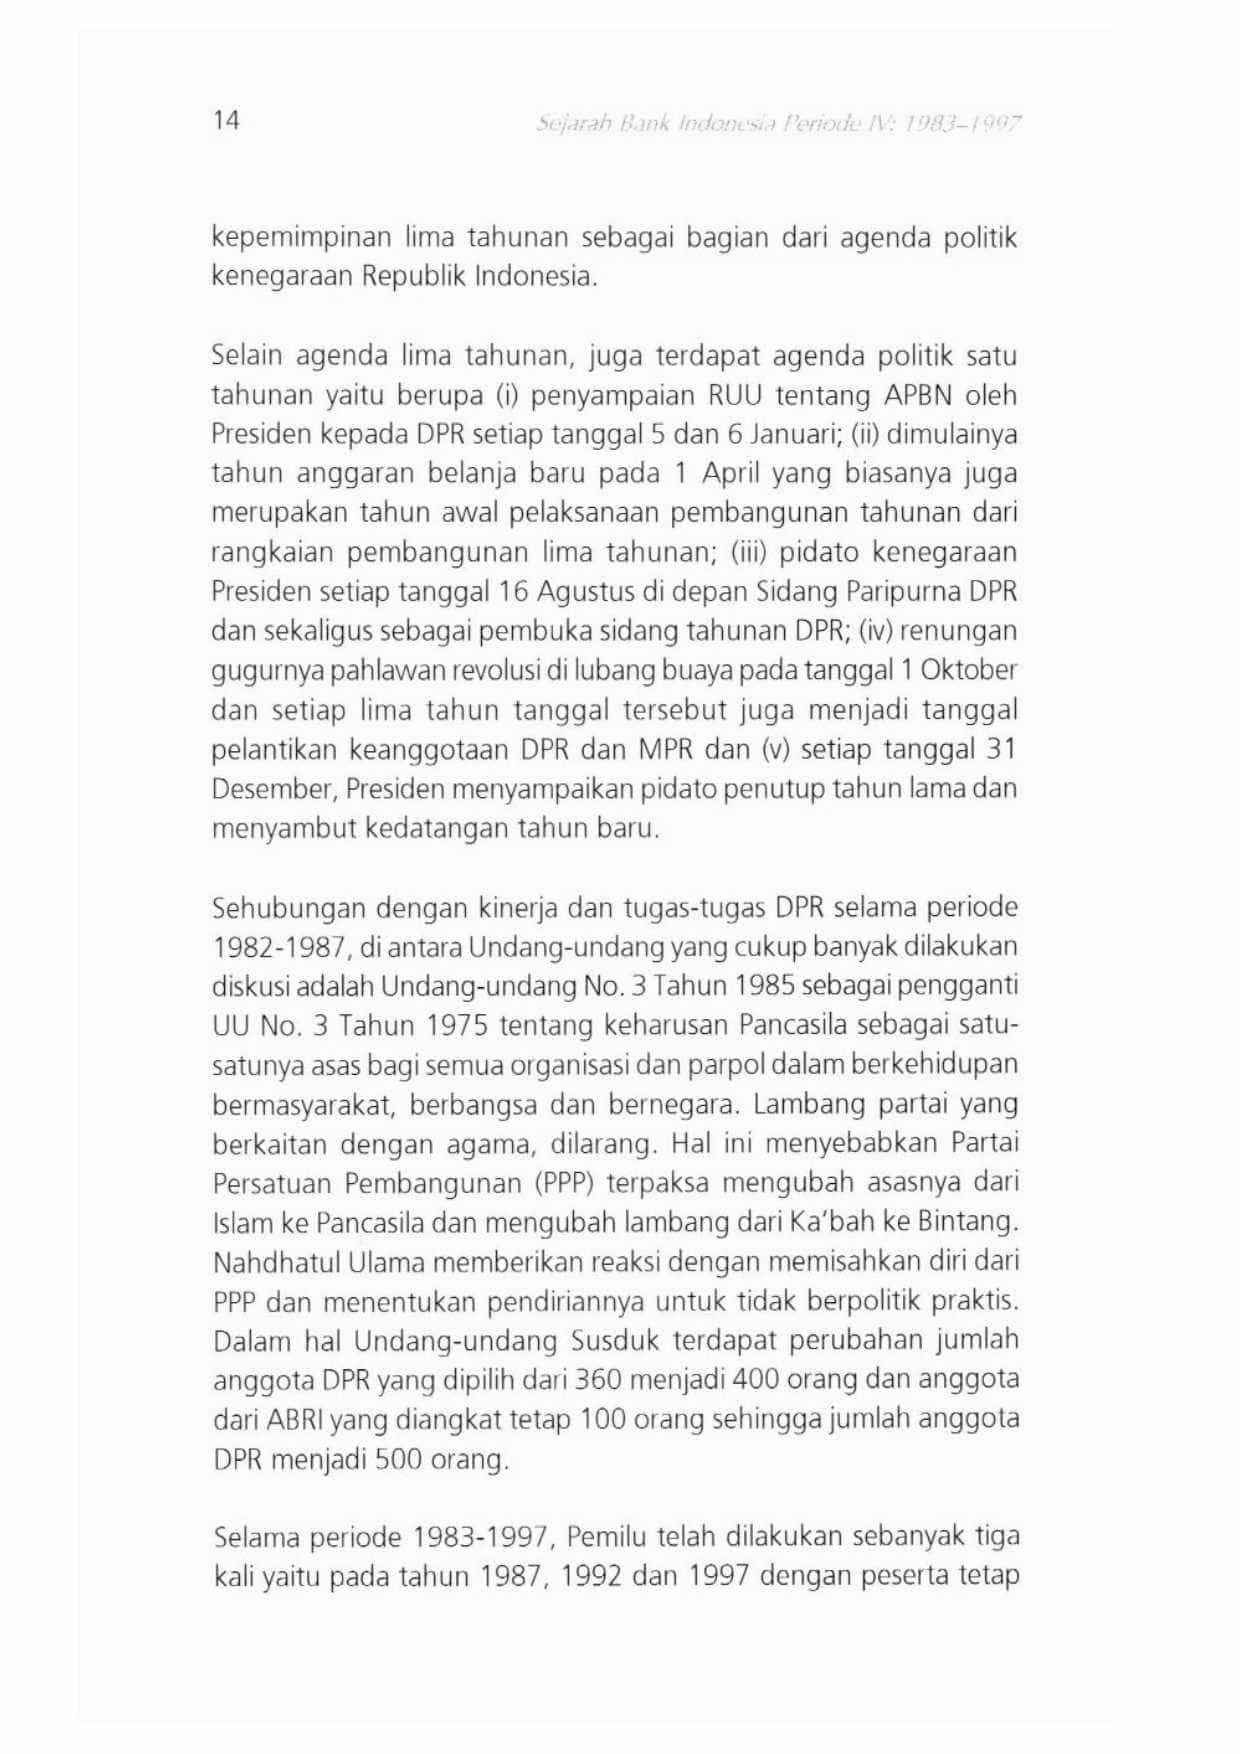 14
Sejarah Bank Indonesia Periode IV: 1983–1997
kepemimpinan lima tahunan sebagai bagian dari agenda politik
kenegaraan Republik Indonesia.
Selain agenda lima tahunan, juga terdapat agenda politik satu
tahunan yaitu berupa (i) penyampaian RUU tentang APBN oleh
Presiden kepada DPR setiap tanggal 5 dan 6 Januari; (ii) dimulainya
tahun anggaran belanja baru pada 1 April yang biasanya juga
merupakan tahun awal pelaksanaan pembangunan tahunan dari
rangkaian pembangunan lima tahunan; (iii) pidato kenegaraan
Presiden setiap tanggal 16 Agustus di depan Sidang Paripurna DPR
dan sekaligus sebagai pembuka sidang tahunan DPR; (iv) renungan
gugurnya pahlawan revolusi di lubang buaya pada tanggal 1 Oktober
dan setiap lima tahun tanggal tersebut juga menjadi tanggal
pelantikan keanggotaan DPR dan MPR dan (v) setiap tanggal 31
Desember, Presiden menyampaikan pidato penutup tahun lama dan
menyambut kedatangan tahun baru.
Sehubungan dengan kinerja dan tugas-tugas DPR selama periode
1982-1987, di antara Undang-undang yang cukup banyak dilakukan
diskusi adalah Undang-undang No. 3 Tahun 1985 sebagai pengganti
UU No. 3 Tahun 1975 tentang keharusan Pancasila sebagai satu-
satunya asas bagi semua organisasi dan parpol dalam berkehidupan
bermasyarakat, berbangsa dan bernegara. Lambang partai yang
berkaitan dengan agama, dilarang. Hal ini menyebabkan Partai
Persatuan Pembangunan (PPP) terpaksa mengubah asasnya dari
Islam ke Pancasila dan mengubah lambang dari Ka'bah ke Bintang.
Nahdhatul Ulama memberikan reaksi dengan memisahkan diri dari
PPP dan menentukan pendiriannya untuk tidak berpolitik praktis.
Dalam hal Undang-undang Susduk terdapat perubahan jumlah
anggota DPR yang dipilih dari 360 menjadi 400 orang dan anggota
dari ABRI yang diangkat tetap 100 orang sehingga jumlah anggota
DPR menjadi 500 orang.
Selama periode 1983-1997, Pemilu telah dilakukan sebanyak tiga
kali yaitu pada tahun 1987, 1992 dan 1997 dengan peserta tetap